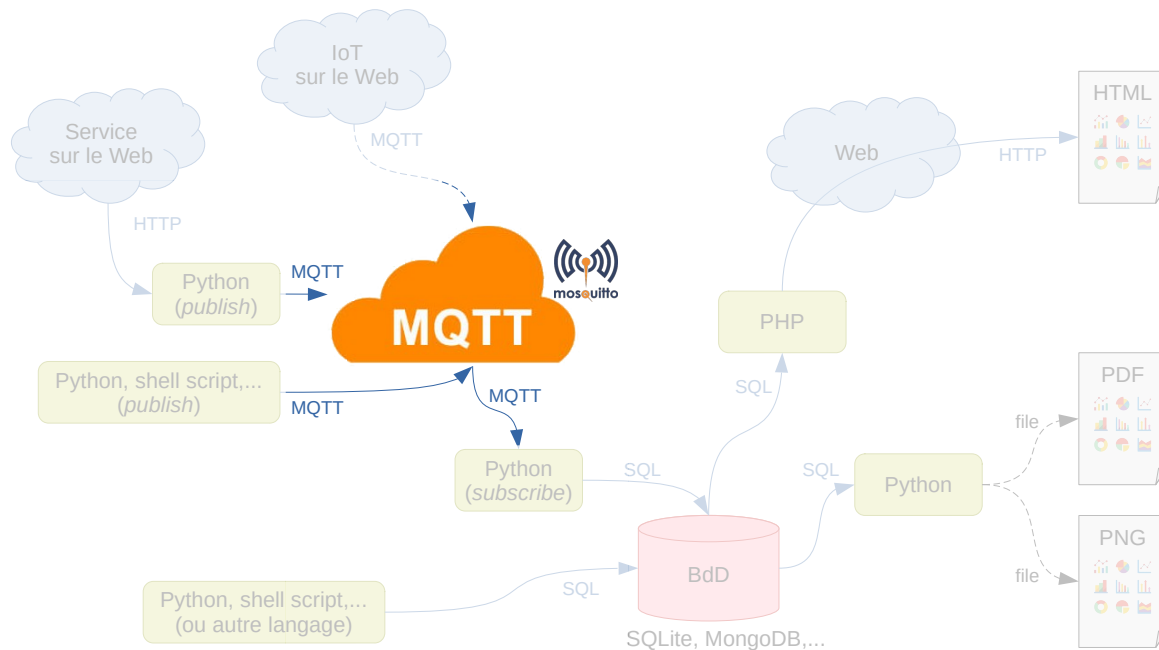 IoT
sur le Web
MQTT
Service
sur le Web
HTTP
Web
HTTP
HTML
Python
(publish)
MQTT
MQTT
mosquitto
PHP
Python, shell script,...
(publish)
MQTT
MQTT
SQL
PDF
file
Python
(subscribe)
SQL
SQL
Python
PNG
file
BdD
SQLite, MongoDB,...
Python, shell script,...
(ou autre langage)
SQL